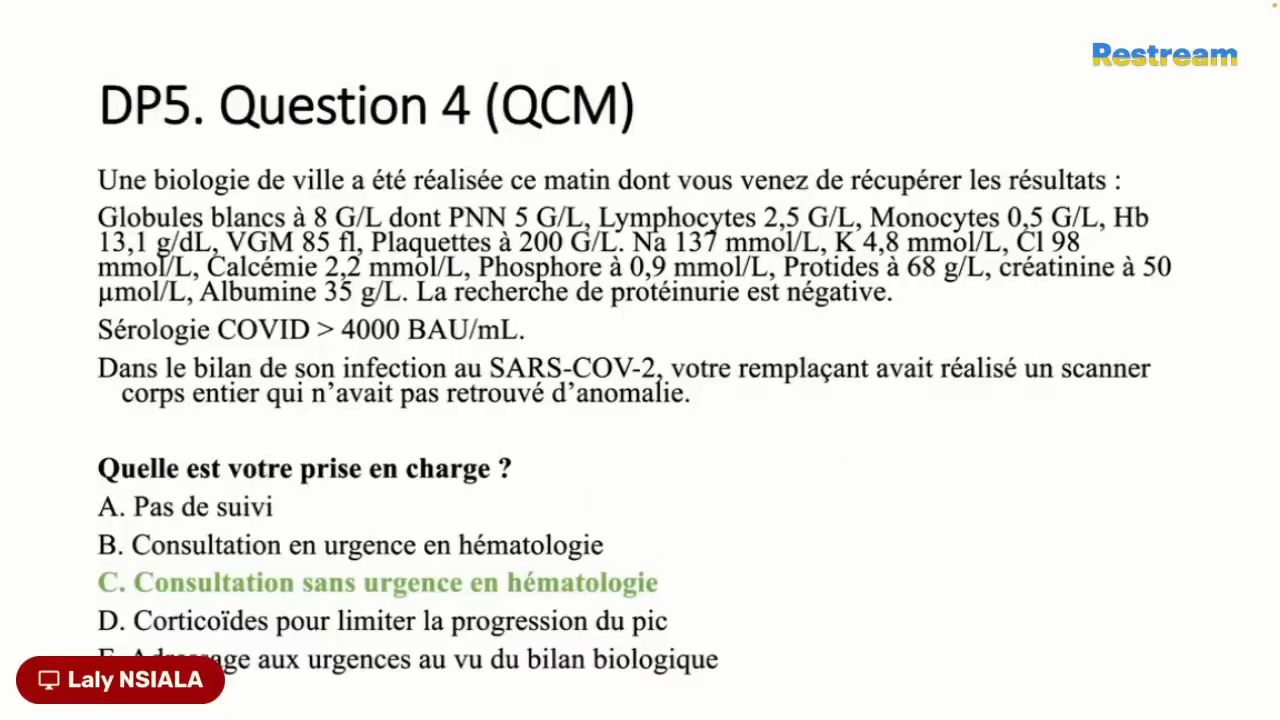 Restream
DP5. Question 4 (QCM)
Une biologie de ville a été réalisée ce matin dont vous venez de récupérer les résultats :
Globules blancs à 8 G/L dont PNN 5 G/L, Lymphocytes 2,5 G/L, Monocytes 0,5 G/L, Hb
13,1 g/dL, VGM 85 fl, Plaquettes à 200 G/L. Na 137 mmol/L, K 4,8 mmol/L, Cl 98
mmol/L, Calcémie 2,2 mmol/L, Phosphore à 0,9 mmol/L, Protides à 68 g/L, créatinine à 50
µmol/L, Albumine 35 g/L. La recherche de protéinurie est négative.
Sérologie COVID > 4000 BAU/mL.
Dans le bilan de son infection au SARS-COV-2, votre remplaçant avait réalisé un scanner
corps entier qui n’avait pas retrouvé d’anomalie.
Quelle est votre prise en charge ?
A. Pas de suivi
B. Consultation en urgence en hématologie
C. Consultation sans urgence en hématologie
D. Corticoïdes pour limiter la progression du pic
aux urgences au vu du bilan biologique
Laly NSIALA